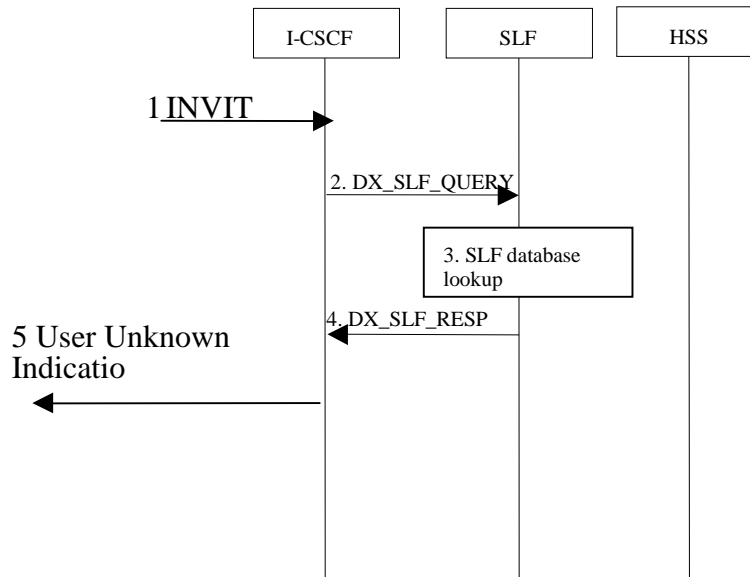 I-CSCF
SLF
HSS
1 INVIT
2. DX_SLF_QUERY
3. SLF database
lookup
4. DX_SLF_RESP
5 User Unknown
Indicatio